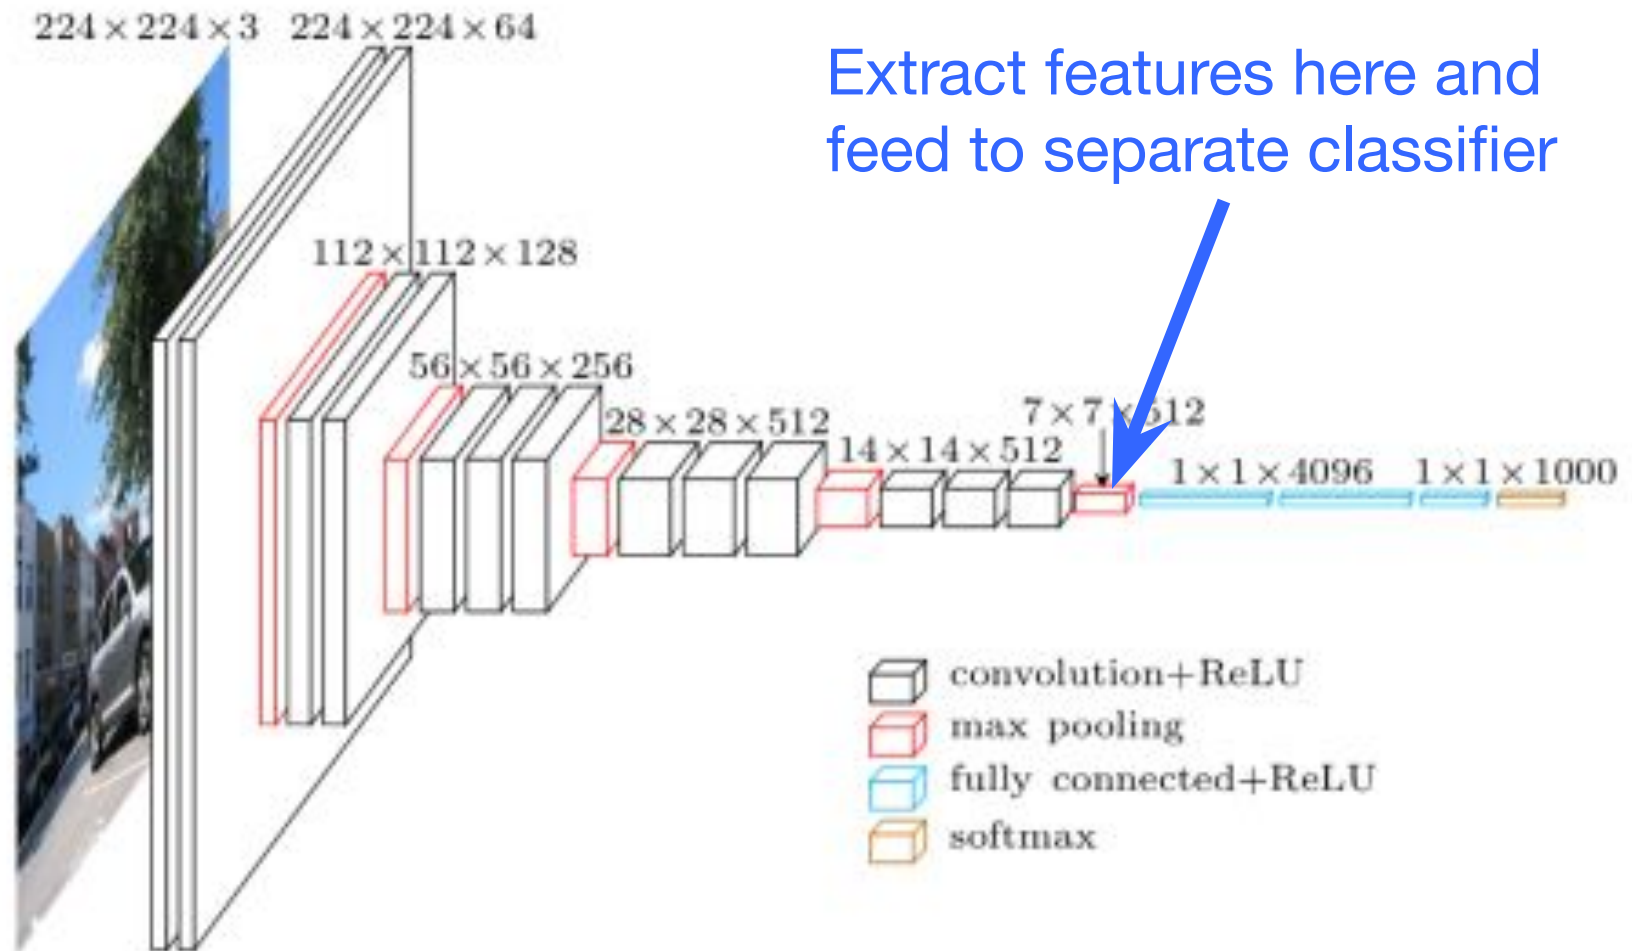 224 × 224 × 3
224 × 224 × 64
Extract features here and
feed to separate classifier
112 × 112 × 128
56 × 56 × 256
28 × 28 × 512
14 × 14 × 512
7 × 7 × 512
1 × 1 × 4096
1 × 1 × 1000
convolution+ReLU
max pooling
fully connected+ReLU
softmax